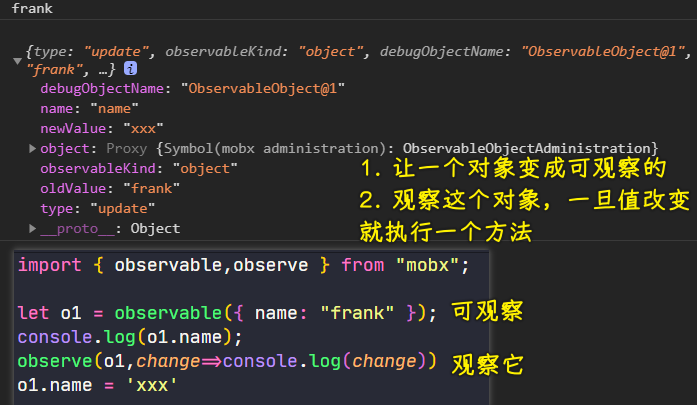 frank
{type: "update", observableKind: "object", debugObjectName: "ObservableObject@1",
"frank", …} i
debugObjectName: "ObservableObject@1"
name: "name"
newValue: "xxx"
object: Proxy {Symbol(mobx administration): ObservableObjectAdministration}
observableKind: "object"
oldValue: "frank"
type: "update"
__proto__: Object
1. 让一个对象变成可观察的
2. 观察这个对象，一旦值改变
就执行一个方法
import { observable,observe } from "mobx";
let o1 = observable({ name: "frank" }); 可观察
console.log(o1.name);
observe(o1,change=>console.log(change)) 观察它
o1.name = 'xxx'